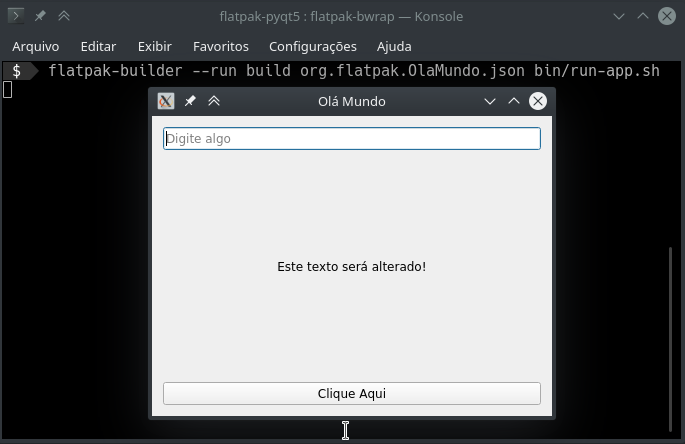 flatpak-pyqt5 : flatpak-bwrap — Konsole
Arquivo Editar Exibir Favoritos Configurações Ajuda
$ flatpak-builder --run build org.flatpak.OlaMundo.json bin/run-app.sh
Olá Mundo
Digite algo
Este texto será alterado!
Clique Aqui